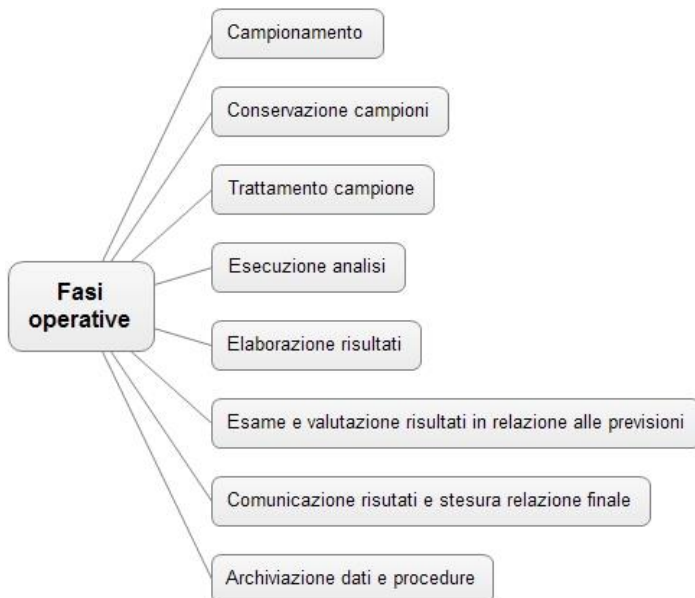 Campionamento
Conservazione campioni
Trattamento campione
Esecuzione analisi
Fasi
operative
Elaborazione risultati
Esame e valutazione risultati in relazione alle previsioni
Comunicazione risutati e stesura relazione finale
Archiviazione dati e procedure